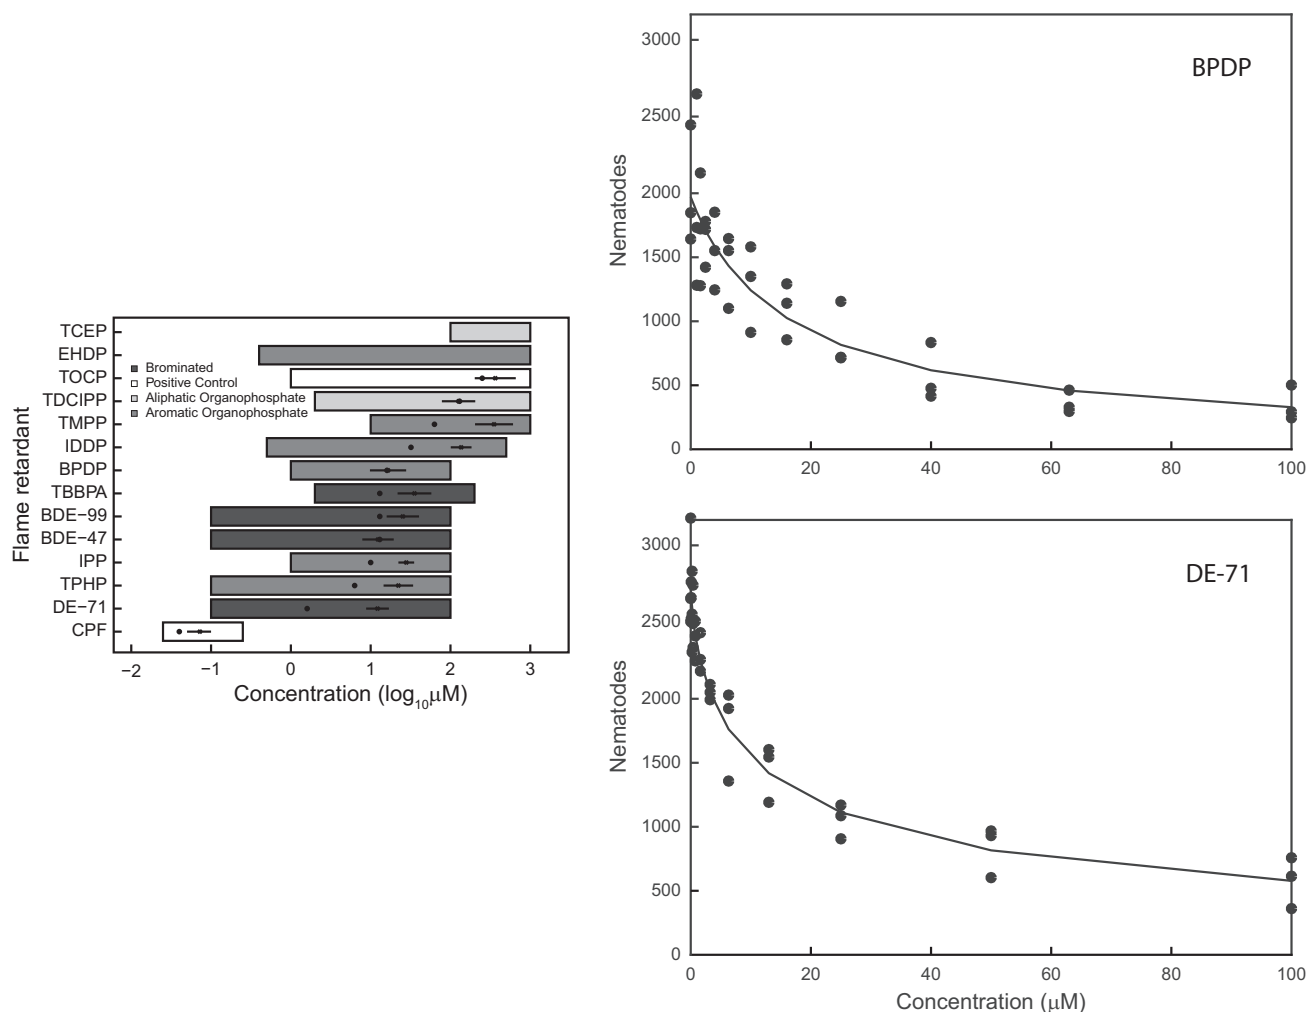 TCEP
EHDP
TOCP
TDCIPP
TMPP
IDDP
BPDP
TBBPA
BDE−99
BDE−47
IPP
TPHP
DE−71
CPF
Flame retardant
Brominated
Positive Control
Aliphatic Organophosphate
Aromatic Organophosphate
−2 −1 0 1 2 3
Concentration (log10μM)
BPDP
3000
2500
2000
1500
1000
500
0
Nematodes
0 20 40 60 80 100
DE-71
3000
2500
2000
1500
1000
500
0
Nematodes
0 20 40 60 80 100
Concentration (μM)